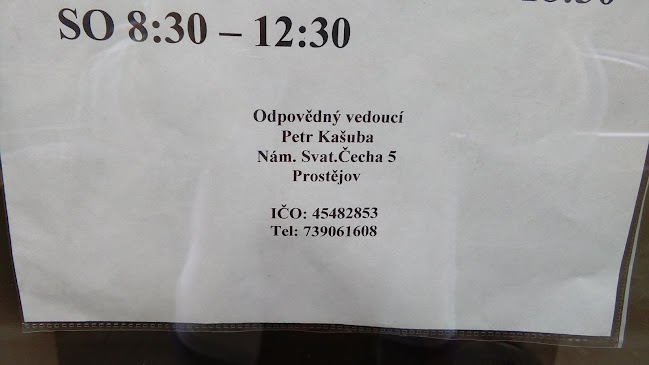 SO 8:30 – 12:30
Odpovědný vedoucí
Petr Kašuba
Nám. Svat.Čecha 5
Prostějov
IČO: 45482853
Tel: 739061608